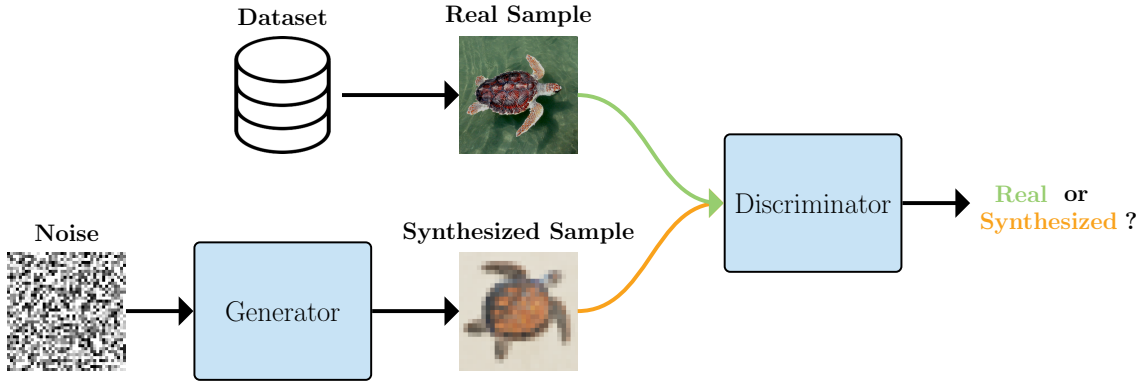 Dataset
Real Sample
Noise
Generator
Synthesized Sample
Discriminator
Real or
Synthesized ?